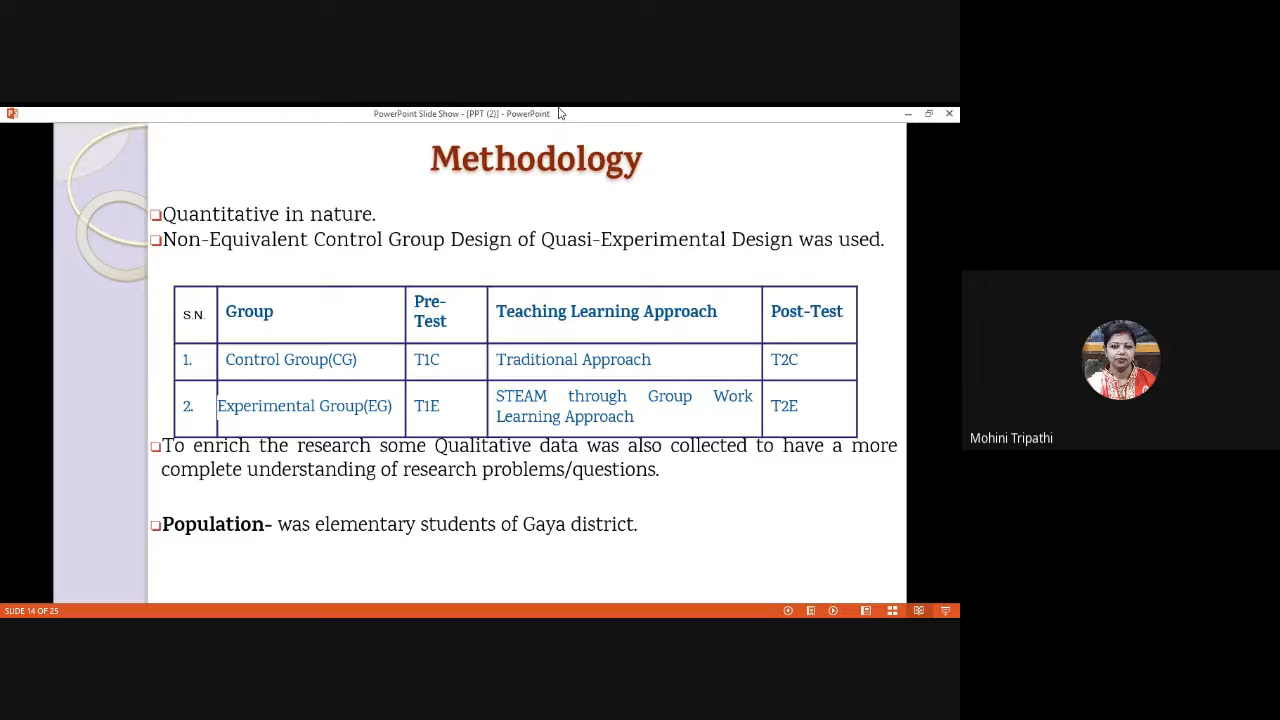 PowerPoint Slide Show - [PPT (2)] - PowerPoint
Methodology
Quantitative in nature.
Non-Equivalent Control Group Design of Quasi-Experimental Design was used.
S.N. Group Pre-Test Teaching Learning Approach Post-Test
1. Control Group(CG) T1C Traditional Approach T2C
2. Experimental Group(EG) T1E STEAM through Group Work Learning Approach T2E
To enrich the research some Qualitative data was also collected to have a more
complete understanding of research problems/questions.
Population- was elementary students of Gaya district.
SLIDE 14 OF 25
Mohini Tripathi